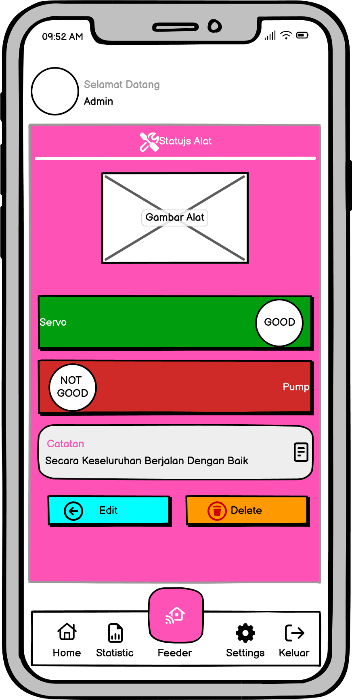 09:52 AM
Selamat Datang
Admin
Statujs Alat
Gambar Alat
Servo
GOOD
NOT
GOOD
Pump
Catatan
Secara Keseluruhan Berjalan Dengan Baik
Edit
Delete
Home
Statistic
Feeder
Settings
Keluar